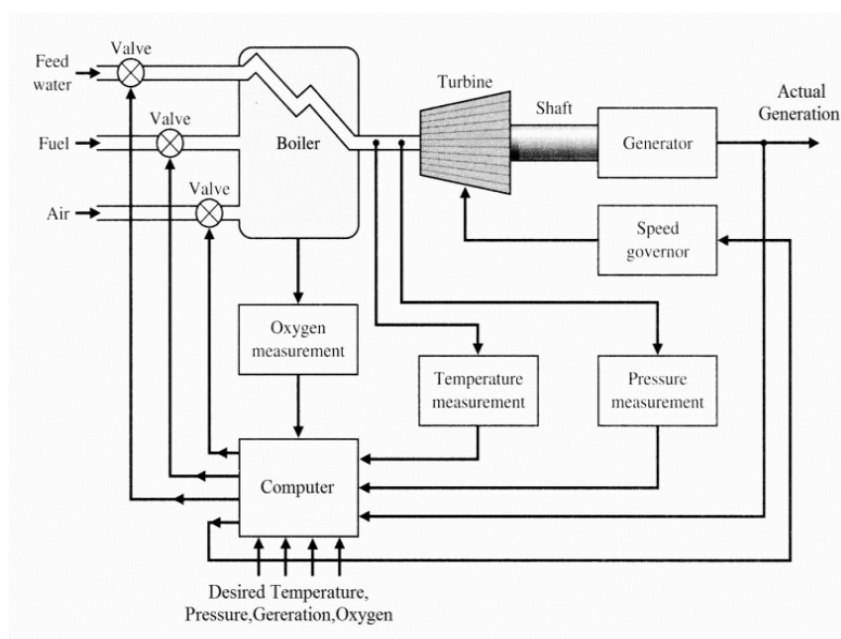 Valve
Feed
water
Valve
Fuel
Valve
Air
Boiler
Turbine
Shaft
Generator
Actual
Generation
Speed
governor
Oxygen
measurement
Temperature
measurement
Pressure
measurement
Computer
Desired Temperature,
Pressure,Gereration,Oxygen